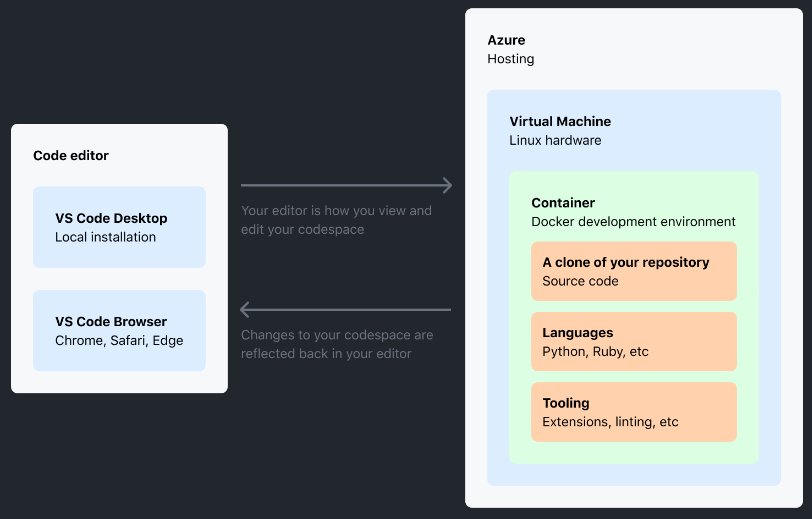 Code editor
VS Code Desktop
Local installation
VS Code Browser
Chrome, Safari, Edge
Your editor is how you view and
edit your codespace
Changes to your codespace are
reflected back in your editor
Azure
Hosting
Virtual Machine
Linux hardware
Container
Docker development environment
A clone of your repository
Source code
Languages
Python, Ruby, etc
Tooling
Extensions, linting, etc